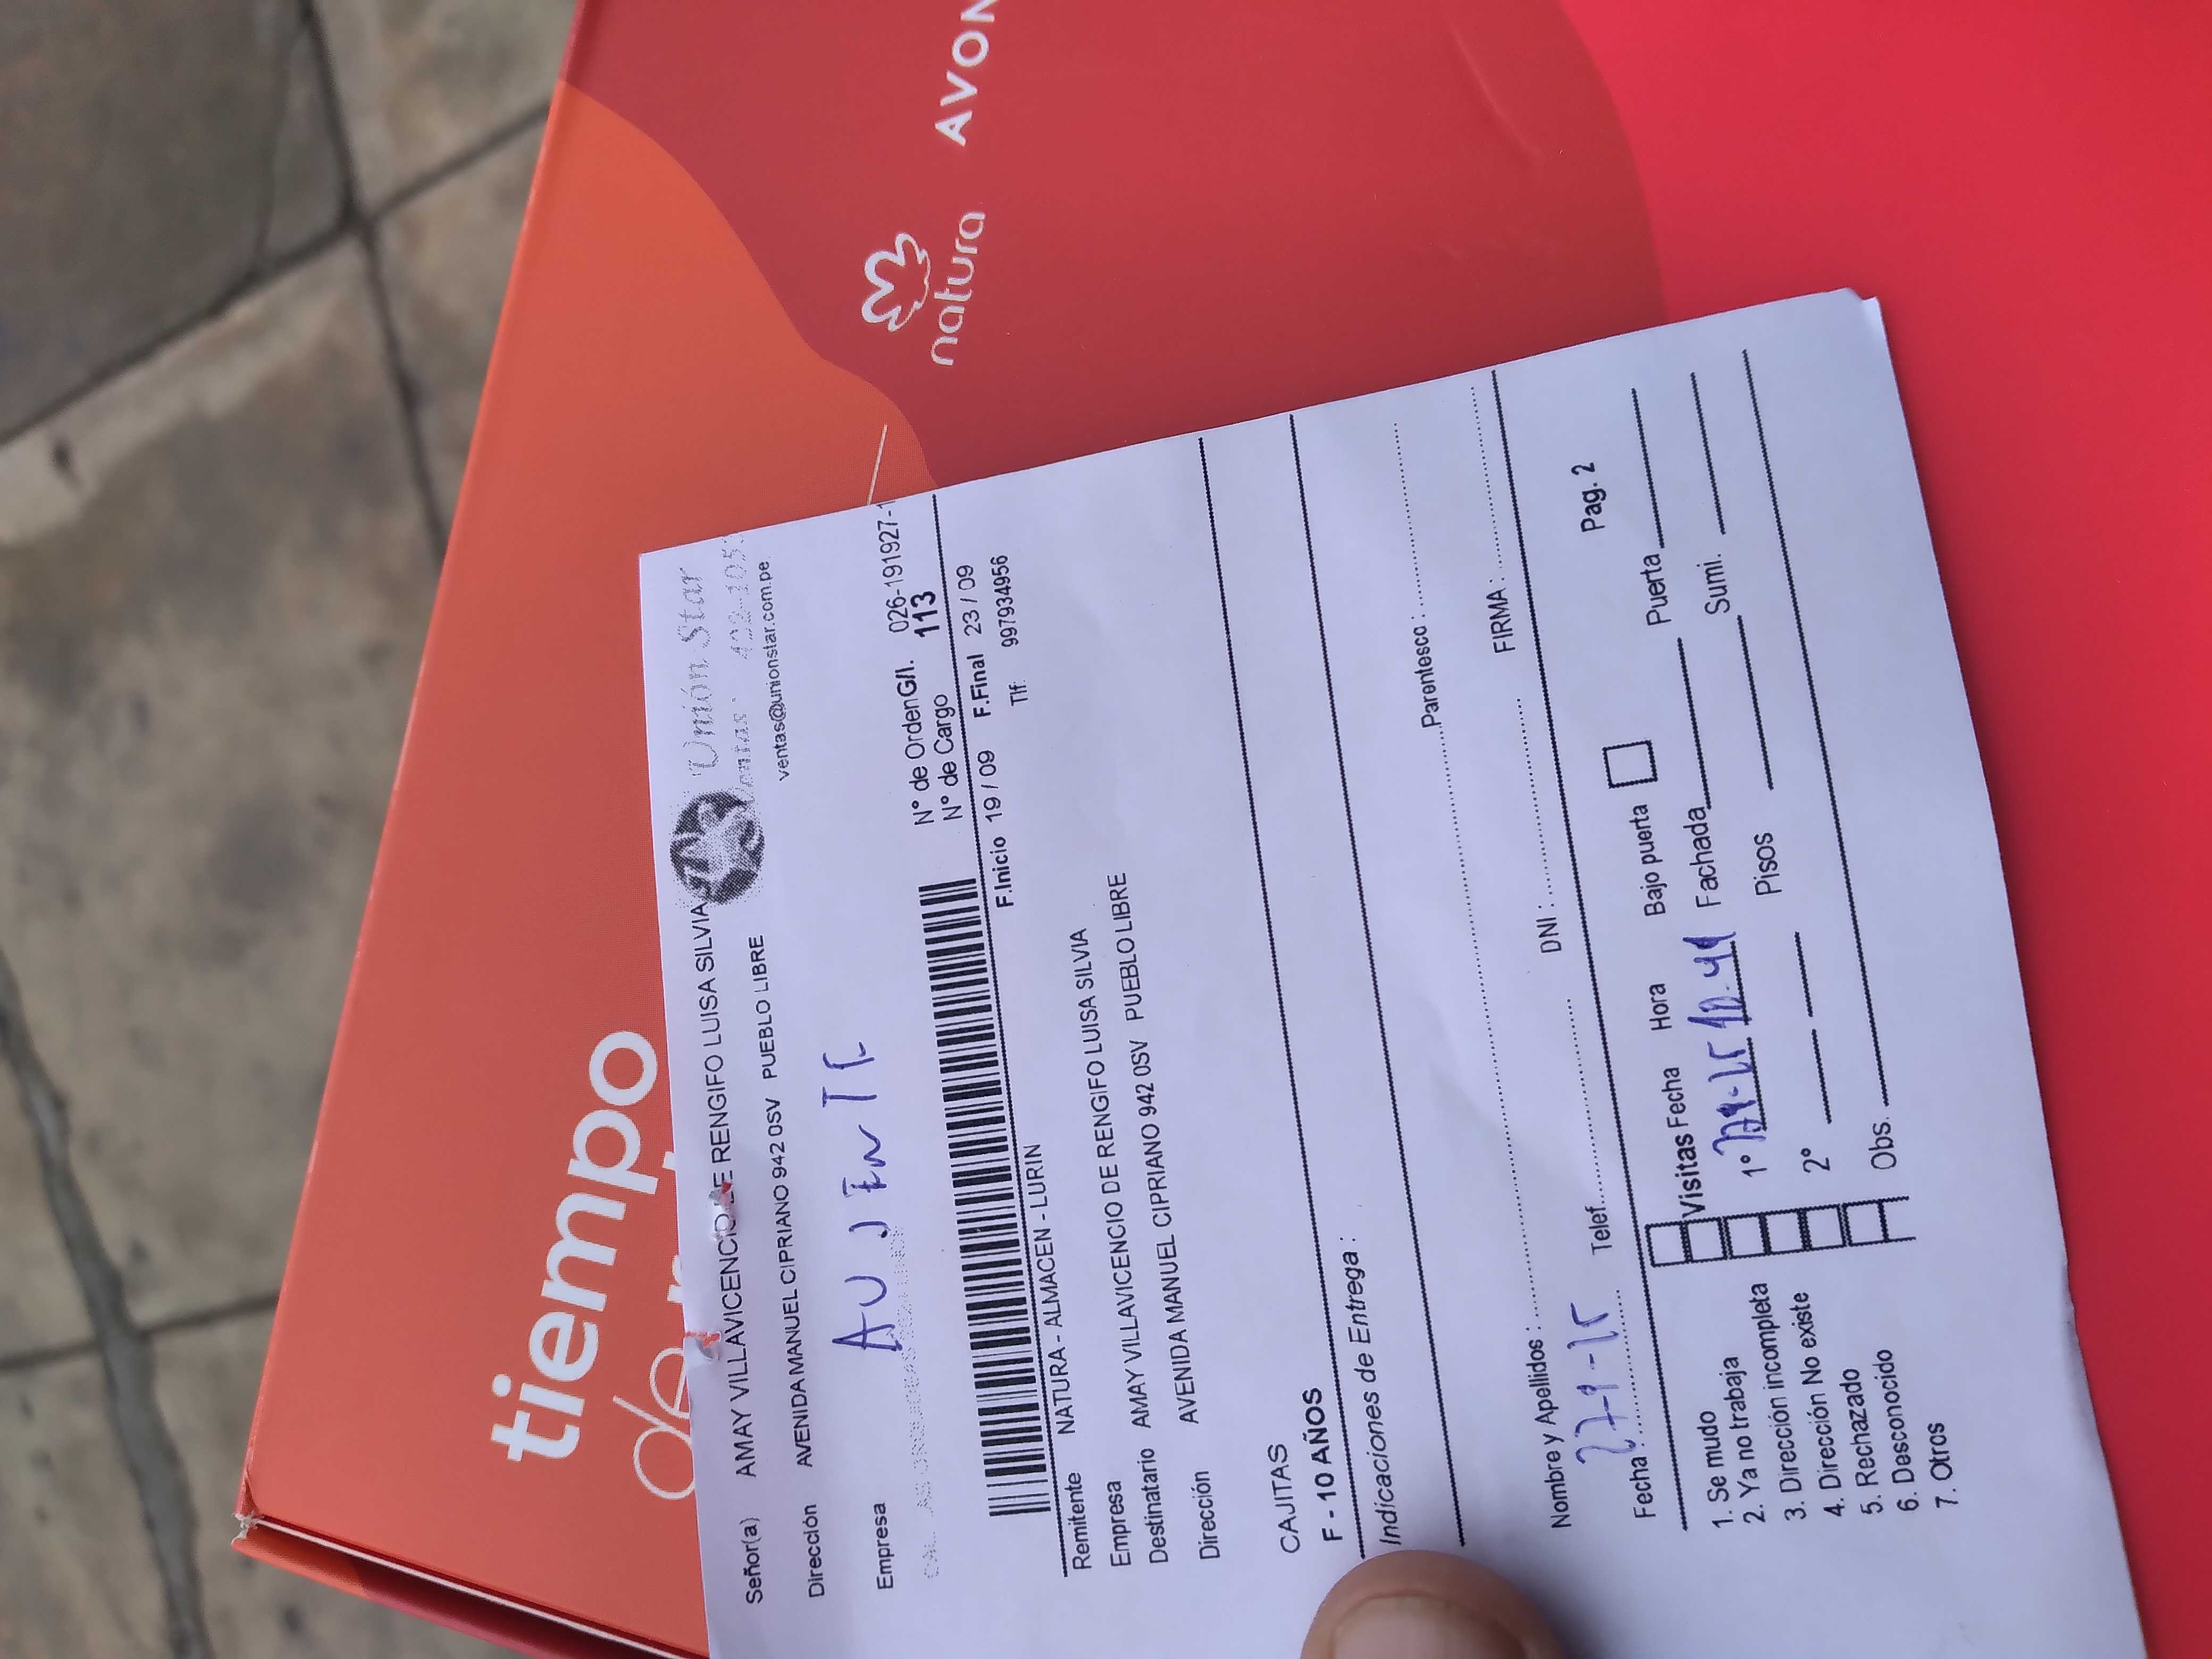 tiempo
de
natura AVON
Unión Star
ventas@unionstar.com.pe
Señor(a) AMAY VILLAVICENCIO DE RENGIFO LUISA SILVIA
Dirección AVENIDA MANUEL CIPRIANO 942 0SV PUEBLO LIBRE
Empresa
AUSENTE
N° de Orden G/I. 026-191927-1
N° de Cargo 113
F.Inicio 19 / 09 F.Final 23 / 09
Remitente NATURA - ALMACEN - LURIN
Tlf: 997934956
Empresa
Destinatario AMAY VILLAVICENCIO DE RENGIFO LUISA SILVIA
Dirección AVENIDA MANUEL CIPRIANO 942 0SV PUEBLO LIBRE
CAJITAS
F - 10 AÑOS
Indicaciones de Entrega :
Nombre y Apellidos : Parentesco :
Fecha : Telef. DNI : FIRMA :
Pag. 2
1. Se mudo
2. Ya no trabaja
3. Dirección incompleta
4. Dirección No existe
5. Rechazado
6. Desconocido
7. Otros
Visitas Fecha Hora Bajo puerta
1° Fachada Puerta
2° Pisos Sumi.
Obs.